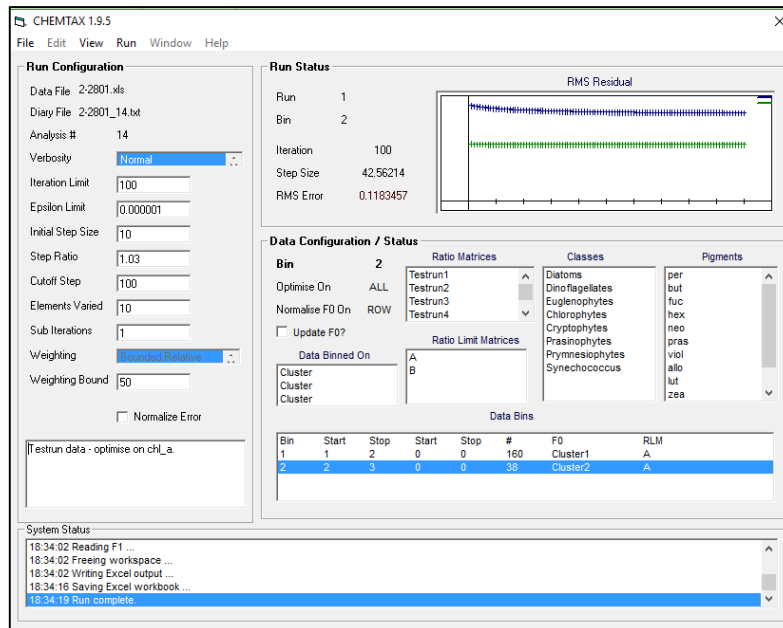 CHEMTAX 1.9.5
File Edit View Run Window Help
Run Configuration
Data File 2-2801.xls
Diary File 2-2801_14.txt
Analysis # 14
Verbosity Normal
Iteration Limit 100
Epsilon Limit 0.000001
Initial Step Size 10
Step Ratio 1.03
Cutoff Step 100
Elements Varied 10
Sub Iterations 1
Weighting Bounded Relative
Weighting Bound 50
Normalize Error
Testrun data - optimise on chl_a.
Run Status
Run 1
Bin 2
Iteration 100
Step Size 42.56214
RMS Error 0.1183457
RMS Residual
Data Configuration / Status
Bin 2
Optimise On ALL
Normalise F0 On ROW
Update F0?
Data Binned On
Cluster
Cluster
Cluster
Ratio Matrices
Testrun1
Testrun2
Testrun3
Testrun4
Ratio Limit Matrices
A
B
Classes
Diatoms
Dinoflagellates
Euglenophytes
Chlorophytes
Cryptophytes
Prasinophytes
Prymnesiophytes
Synechococcus
Pigments
per
but
fuc
hex
neo
pras
viol
allo
lut
zea
Data Bins
Bin Start Stop Start Stop # F0 RLM
1 1 2 0 0 160 Cluster1 A
2 2 3 0 0 38 Cluster2 A
System Status
18:34:02 Reading F1 ...
18:34:02 Freeing workspace ...
18:34:02 Writing Excel output ...
18:34:16 Saving Excel workbook ...
18:34:19 Run complete.